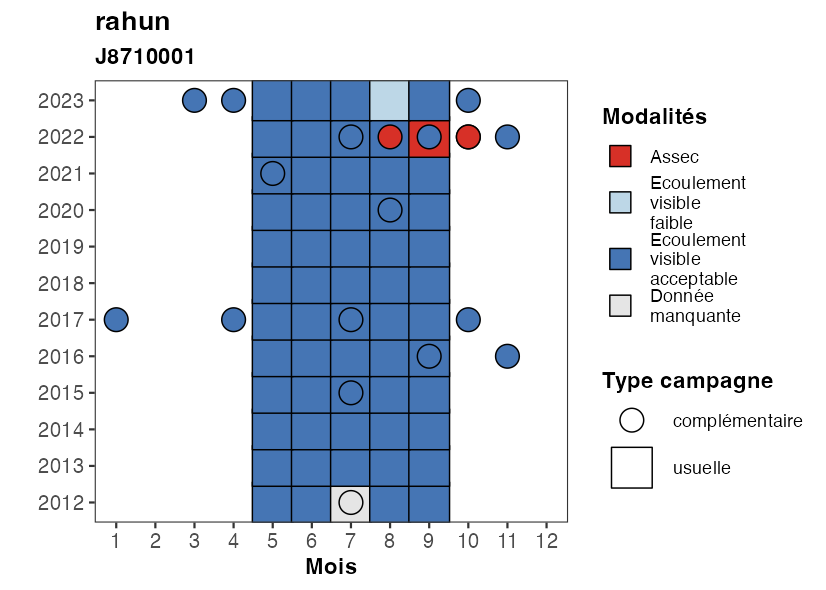 rahun
J8710001
2023
2022
2021
2020
2019
2018
2017
2016
2015
2014
2013
2012
1 2 3 4 5 6 7 8 9 10 11 12
Mois
Modalités
Assec
Ecoulement
visible
faible
Ecoulement
visible
acceptable
Donnée
manquante
Type campagne
complémentaire
usuelle